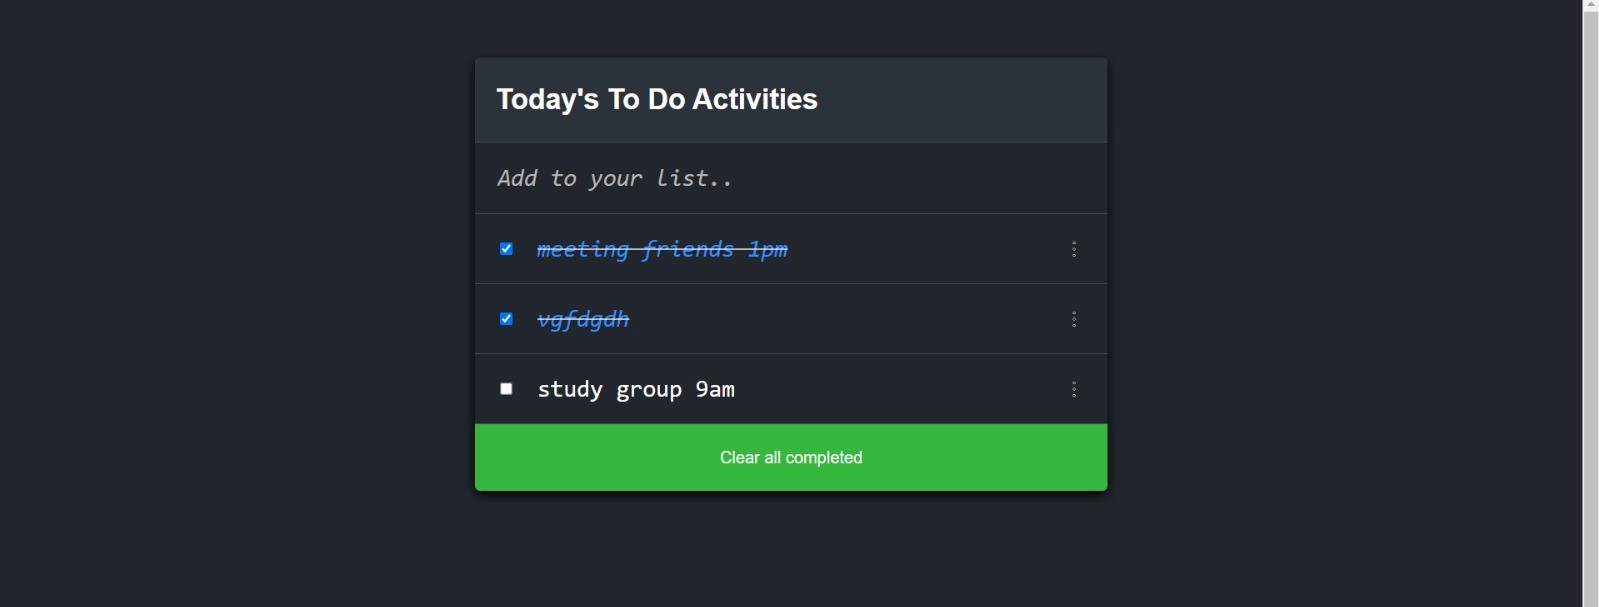 Today's To Do Activities
Add to your list..
meeting friends 1pm
vgfdgdh
study group 9am
Clear all completed